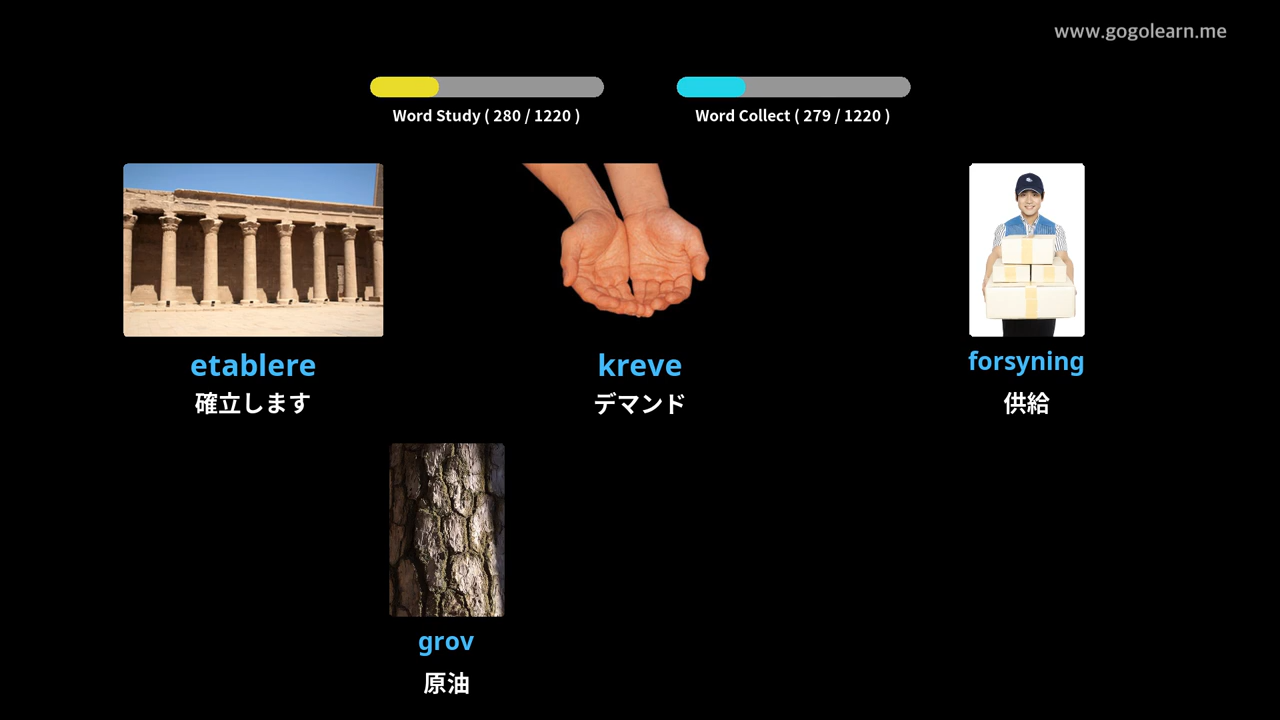 www.gogolearn.me
Word Study ( 280 / 1220 )
Word Collect ( 279 / 1220 )
etablere
確立します
kreve
デマンド
forsyning
供給
grov
原油